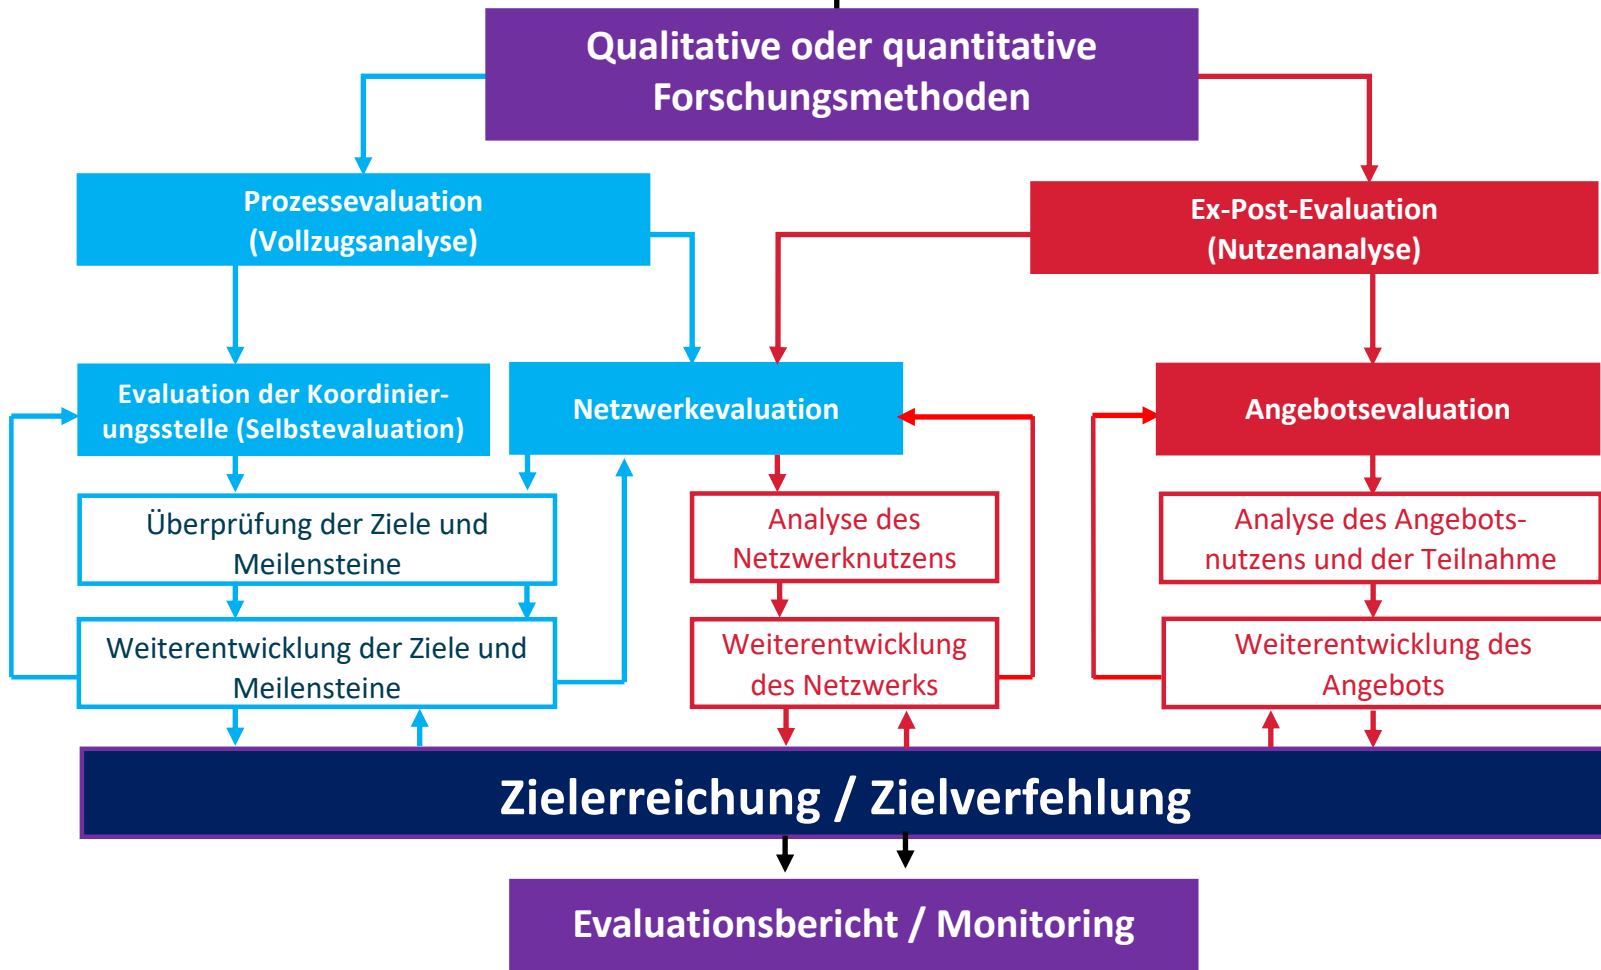 Qualitative oder quantitative
Forschungsmethoden
Prozessevaluation
(Vollzugsanalyse)
Ex-Post-Evaluation
(Nutzenanalyse)
Evaluation der Koordinier-
ungsstelle (Selbstevaluation)
Netzwerkevaluation
Angebotsevaluation
Überprüfung der Ziele und
Meilensteine
Analyse des
Netzwerknutzens
Analyse des Angebots-
nutzens und der Teilnahme
Weiterentwicklung der Ziele und
Meilensteine
Weiterentwicklung
des Netzwerks
Weiterentwicklung des
Angebots
Zielerreichung / Zielverfehlung
Evaluationsbericht / Monitoring